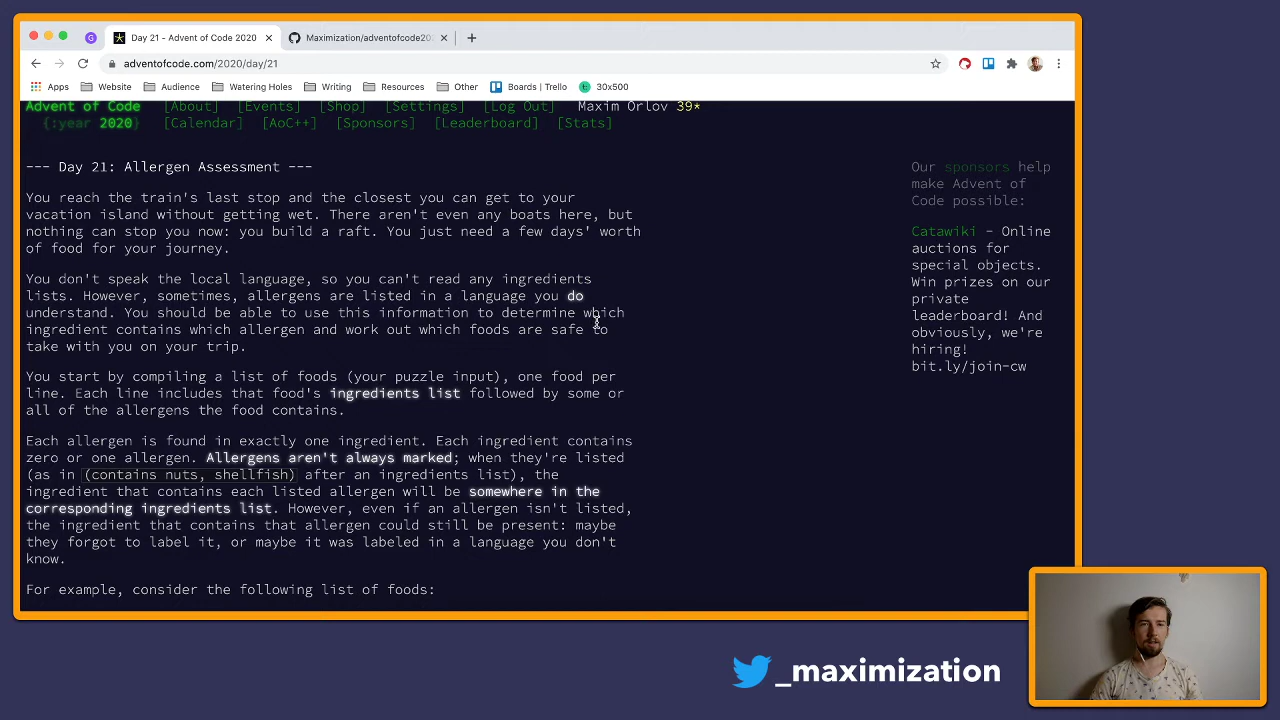 Day 21 - Advent of Code 2020
Maximization/adventofcode202
adventofcode.com/2020/day/21
Apps Website Audience Watering Holes Writing Resources Other Boards | Trello 30x500
Advent of Code [About] [Events] [Shop] [Settings] [Log Out] Maxim Orlov 39*
{:year 2020} [Calendar] [AoC++] [Sponsors] [Leaderboard] [Stats]
--- Day 21: Allergen Assessment ---
You reach the train's last stop and the closest you can get to your
vacation island without getting wet. There aren't even any boats here, but
nothing can stop you now: you build a raft. You just need a few days' worth
of food for your journey.
You don't speak the local language, so you can't read any ingredients
lists. However, sometimes, allergens are listed in a language you do
understand. You should be able to use this information to determine which
ingredient contains which allergen and work out which foods are safe to
take with you on your trip.
You start by compiling a list of foods (your puzzle input), one food per
line. Each line includes that food's ingredients list followed by some or
all of the allergens the food contains.
Each allergen is found in exactly one ingredient. Each ingredient contains
zero or one allergen. Allergens aren't always marked; when they're listed
(as in (contains nuts, shellfish) after an ingredients list), the
ingredient that contains each listed allergen will be somewhere in the
corresponding ingredients list. However, even if an allergen isn't listed,
the ingredient that contains that allergen could still be present: maybe
they forgot to label it, or maybe it was labeled in a language you don't
know.
For example, consider the following list of foods:
Our sponsors help
make Advent of
Code possible:
Catawiki - Online
auctions for
special objects.
Win prizes on our
private
leaderboard! And
obviously, we're
hiring!
bit.ly/join-cw
_maximization